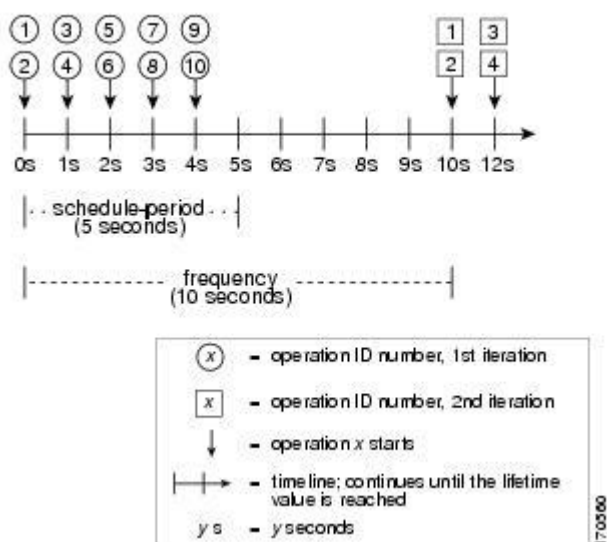 1 3 5 7 9 1 3
2 4 6 8 10 2 4
0s 1s 2s 3s 4s 5s 6s 7s 8s 9s 10s 12s
schedule-period
(5 seconds)
frequency
(10 seconds)
x = operation ID number, 1st iteration
x = operation ID number, 2nd iteration
= operation x starts
= timeline; continues until the lifetime
value is reached
y s = y seconds
170560